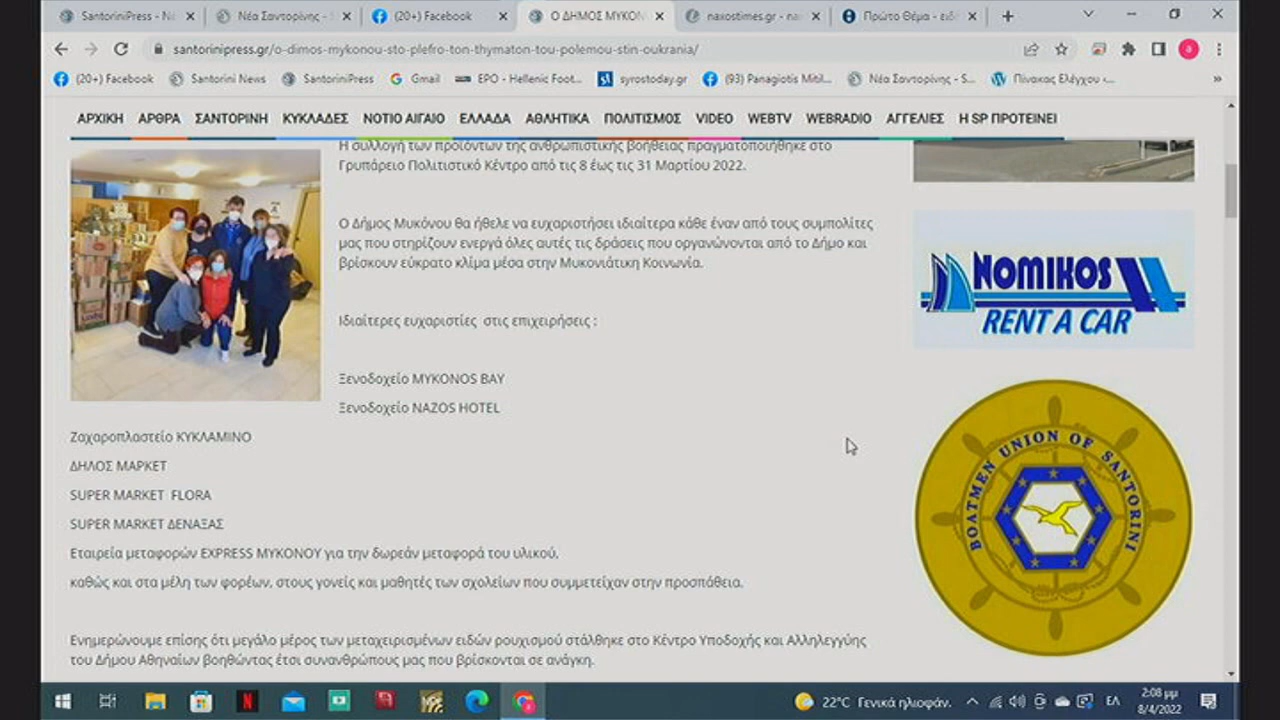 SantoriniPress - Νέ
Νέα Σαντορίνης - S
(20+) Facebook
Ο ΔΗΜΟΣ ΜΥΚΟΝ
naxostimes.gr - nax
Πρώτο Θέμα - ειδή
santorinipress.gr/o-dimos-mykonou-sto-plefro-ton-thymaton-tou-polemou-stin-oukrania/
(20+) Facebook
Santorini News
SantoriniPress
Gmail
EPO - Hellenic Foot...
syrostoday.gr
(93) Panagiotis Mitil...
Νέα Σαντορίνης - S...
Πίνακας Ελέγχου ‹...
ΑΡΧΙΚΗ ΑΡΘΡΑ ΣΑΝΤΟΡΙΝΗ ΚΥΚΛΑΔΕΣ ΝΟΤΙΟ ΑΙΓΑΙΟ ΕΛΛΑΔΑ ΑΘΛΗΤΙΚΑ ΠΟΛΙΤΙΣΜΟΣ VIDEO WEBTV WEBRADIO ΑΓΓΕΛΙΕΣ Η SP ΠΡΟΤΕΙΝΕΙ
Η συλλογή των προϊόντων της ανθρωπιστικής βοήθειας πραγματοποιήθηκε στο
Γρυπάρειο Πολιτιστικό Κέντρο από τις 8 έως τις 31 Μαρτίου 2022.
Ο Δήμος Μυκόνου θα ήθελε να ευχαριστήσει ιδιαίτερα κάθε έναν από τους συμπολίτες
μας που στηρίζουν ενεργά όλες αυτές τις δράσεις που οργανώνονται από το Δήμο και
βρίσκουν εύκρατο κλίμα μέσα στην Μυκονιάτικη Κοινωνία.
Ιδιαίτερες ευχαριστίες στις επιχειρήσεις :
Ξενοδοχείο MYKONOS BAY
Ξενοδοχείο NAZOS HOTEL
Ζαχαροπλαστείο ΚΥΚΛΑΜΙΝΟ
ΔΗΛΟΣ ΜΑΡΚΕΤ
SUPER MARKET FLORA
SUPER MARKET ΔΕΝΑΞΑΣ
Εταιρεία μεταφορών EXPRESS ΜΥΚΟΝΟΥ για την δωρεάν μεταφορά του υλικού,
καθώς και στα μέλη των φορέων, στους γονείς και μαθητές των σχολείων που συμμετείχαν στην προσπάθεια.
Ενημερώνουμε επίσης ότι μεγάλο μέρος των μεταχειρισμένων ειδών ρουχισμού στάλθηκε στο Κέντρο Υποδοχής και Αλληλεγγύης
του Δήμου Αθηναίων βοηθώντας έτσι συνανθρώπους μας που βρίσκονται σε ανάγκη.
NOMIKOS
RENT A CAR
BOATMEN UNION OF SANTORINI
22°C Γενικά ηλιοφάν.
ΕΛ
2:08 μμ
8/4/2022